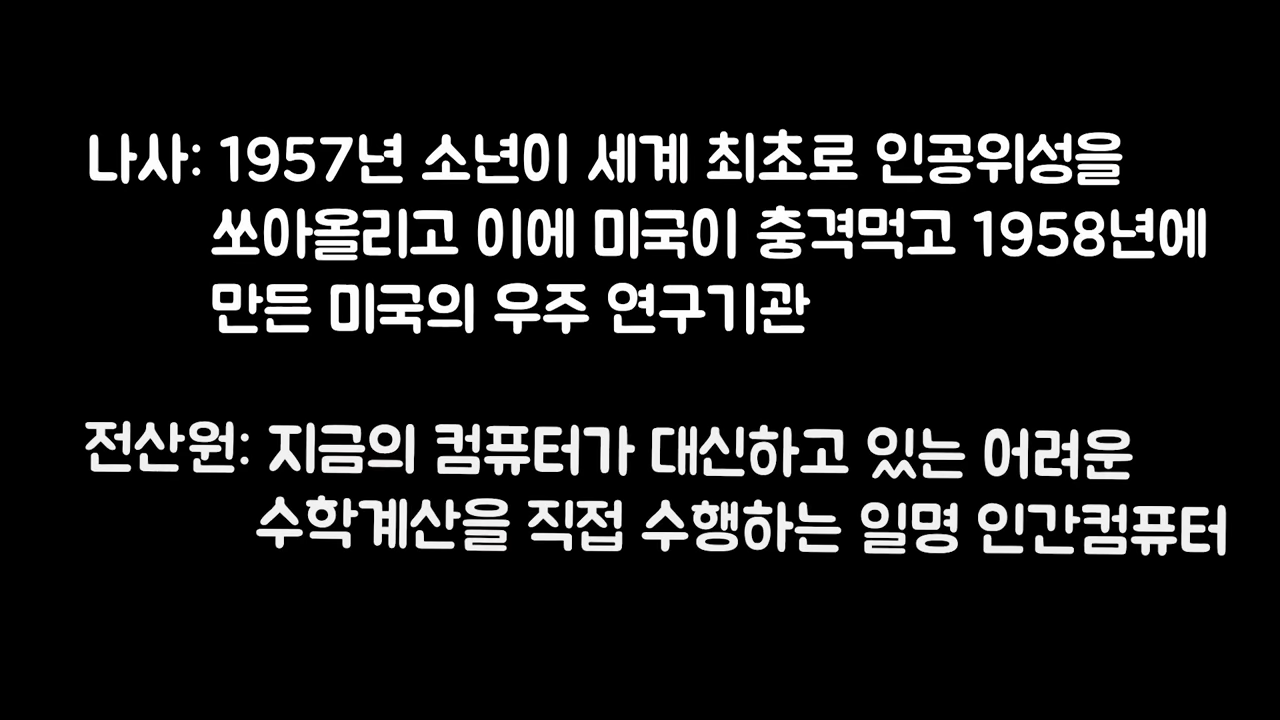 나사: 1957년 소년이 세계 최초로 인공위성을
쏘아올리고 이에 미국이 충격먹고 1958년에
만든 미국의 우주 연구기관
전산원: 지금의 컴퓨터가 대신하고 있는 어려운
수학계산을 직접 수행하는 일명 인간컴퓨터